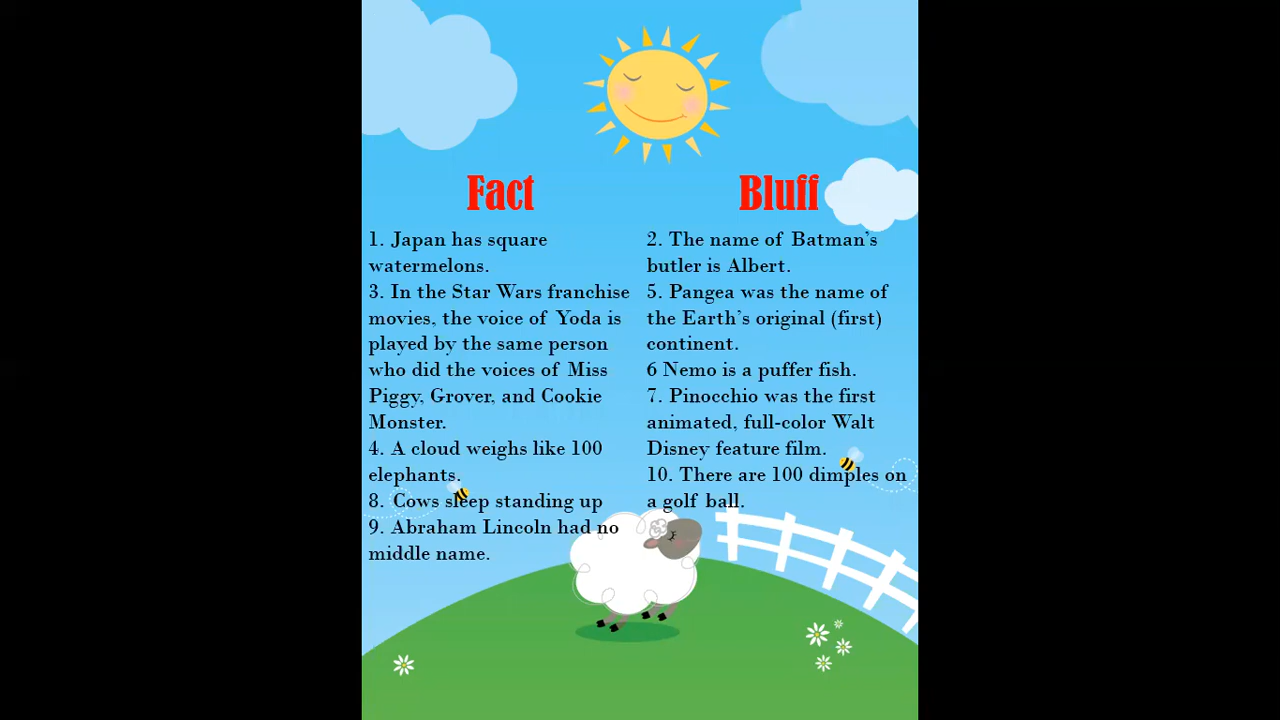 Fact
1. Japan has square
watermelons.
3. In the Star Wars franchise
movies, the voice of Yoda is
played by the same person
who did the voices of Miss
Piggy, Grover, and Cookie
Monster.
4. A cloud weighs like 100
elephants.
8. Cows sleep standing up
9. Abraham Lincoln had no
middle name.
Bluff
2. The name of Batman's
butler is Albert.
5. Pangea was the name of
the Earth's original (first)
continent.
6 Nemo is a puffer fish.
7. Pinocchio was the first
animated, full-color Walt
Disney feature film.
10. There are 100 dimples on
a golf ball.